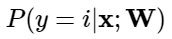 P(y = i|x; W)